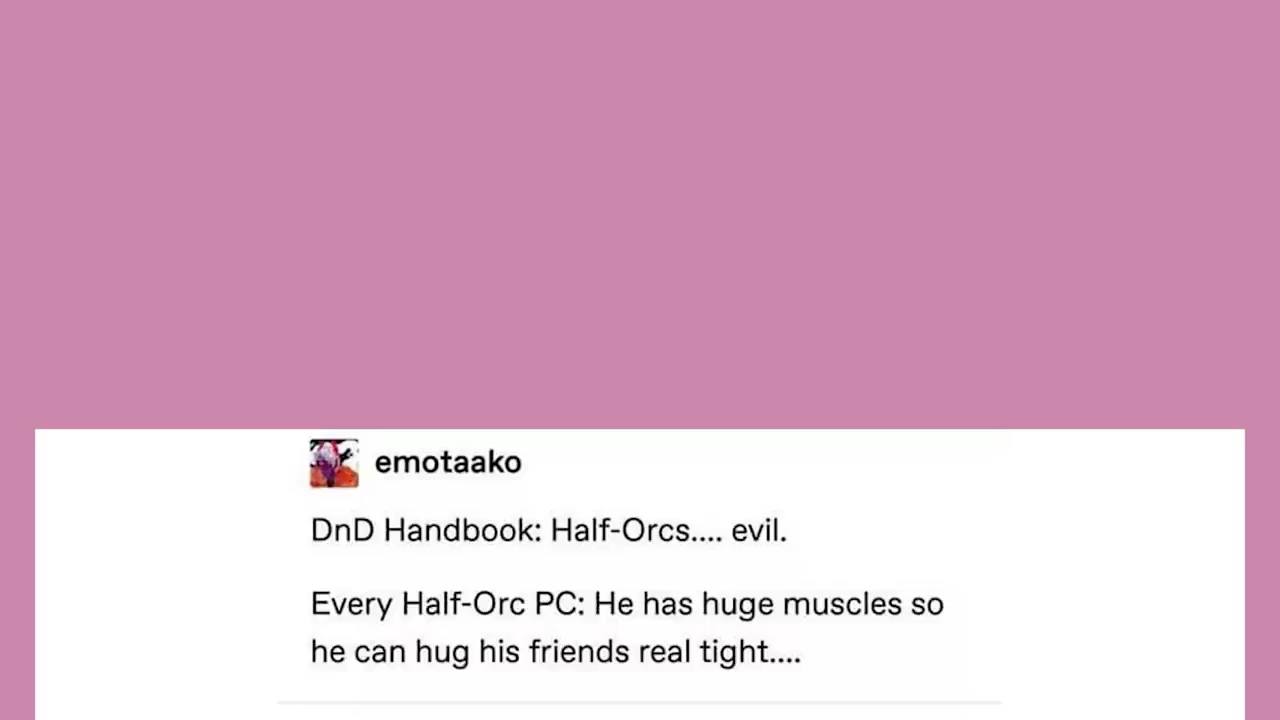 emotaako
DnD Handbook: Half-Orcs.... evil.
Every Half-Orc PC: He has huge muscles so
he can hug his friends real tight....